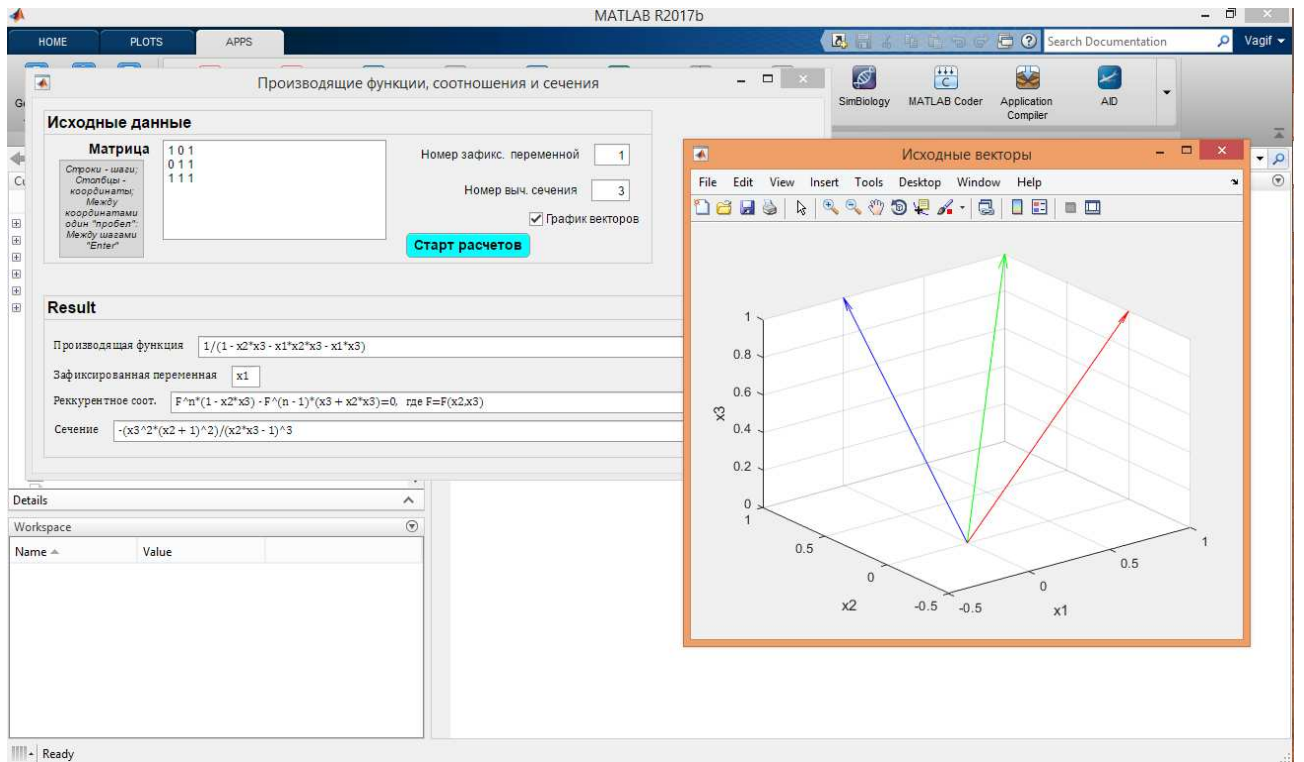 MATLAB R2017b
HOME PLOTS APPS
Search Documentation
Vagif
SimBiology
MATLAB Coder
Application
Compiler
AID
Производящие функции, соотношения и сечения
Исходные данные
Матрица
Строки - шаги;
Столбцы -
координаты;
Между
координатами
один "пробел":
Между шагами
"Enter"
1 0 1
0 1 1
1 1 1
Номер зафикс. переменной 1
Номер выч. сечения 3
График векторов
Старт расчетов
Result
Производящая функция 1/(1 - x2*x3 - x1*x2*x3 - x1*x3)
Зафиксированная переменная x1
Реккурентное соот. F^n*(1 - x2*x3) - F^(n - 1)*(x3 + x2*x3)=0, где F=F(x2,x3)
Сечение -(x3^2*(x2 + 1)^2)/(x2*x3 - 1)^3
Details
Workspace
Name Value
Ready
Исходные векторы
File Edit View Insert Tools Desktop Window Help
1
0.8
0.6
0.4
0.2
0
x3
1
0.5
0
-0.5
x2
-0.5
0
0.5
1
x1